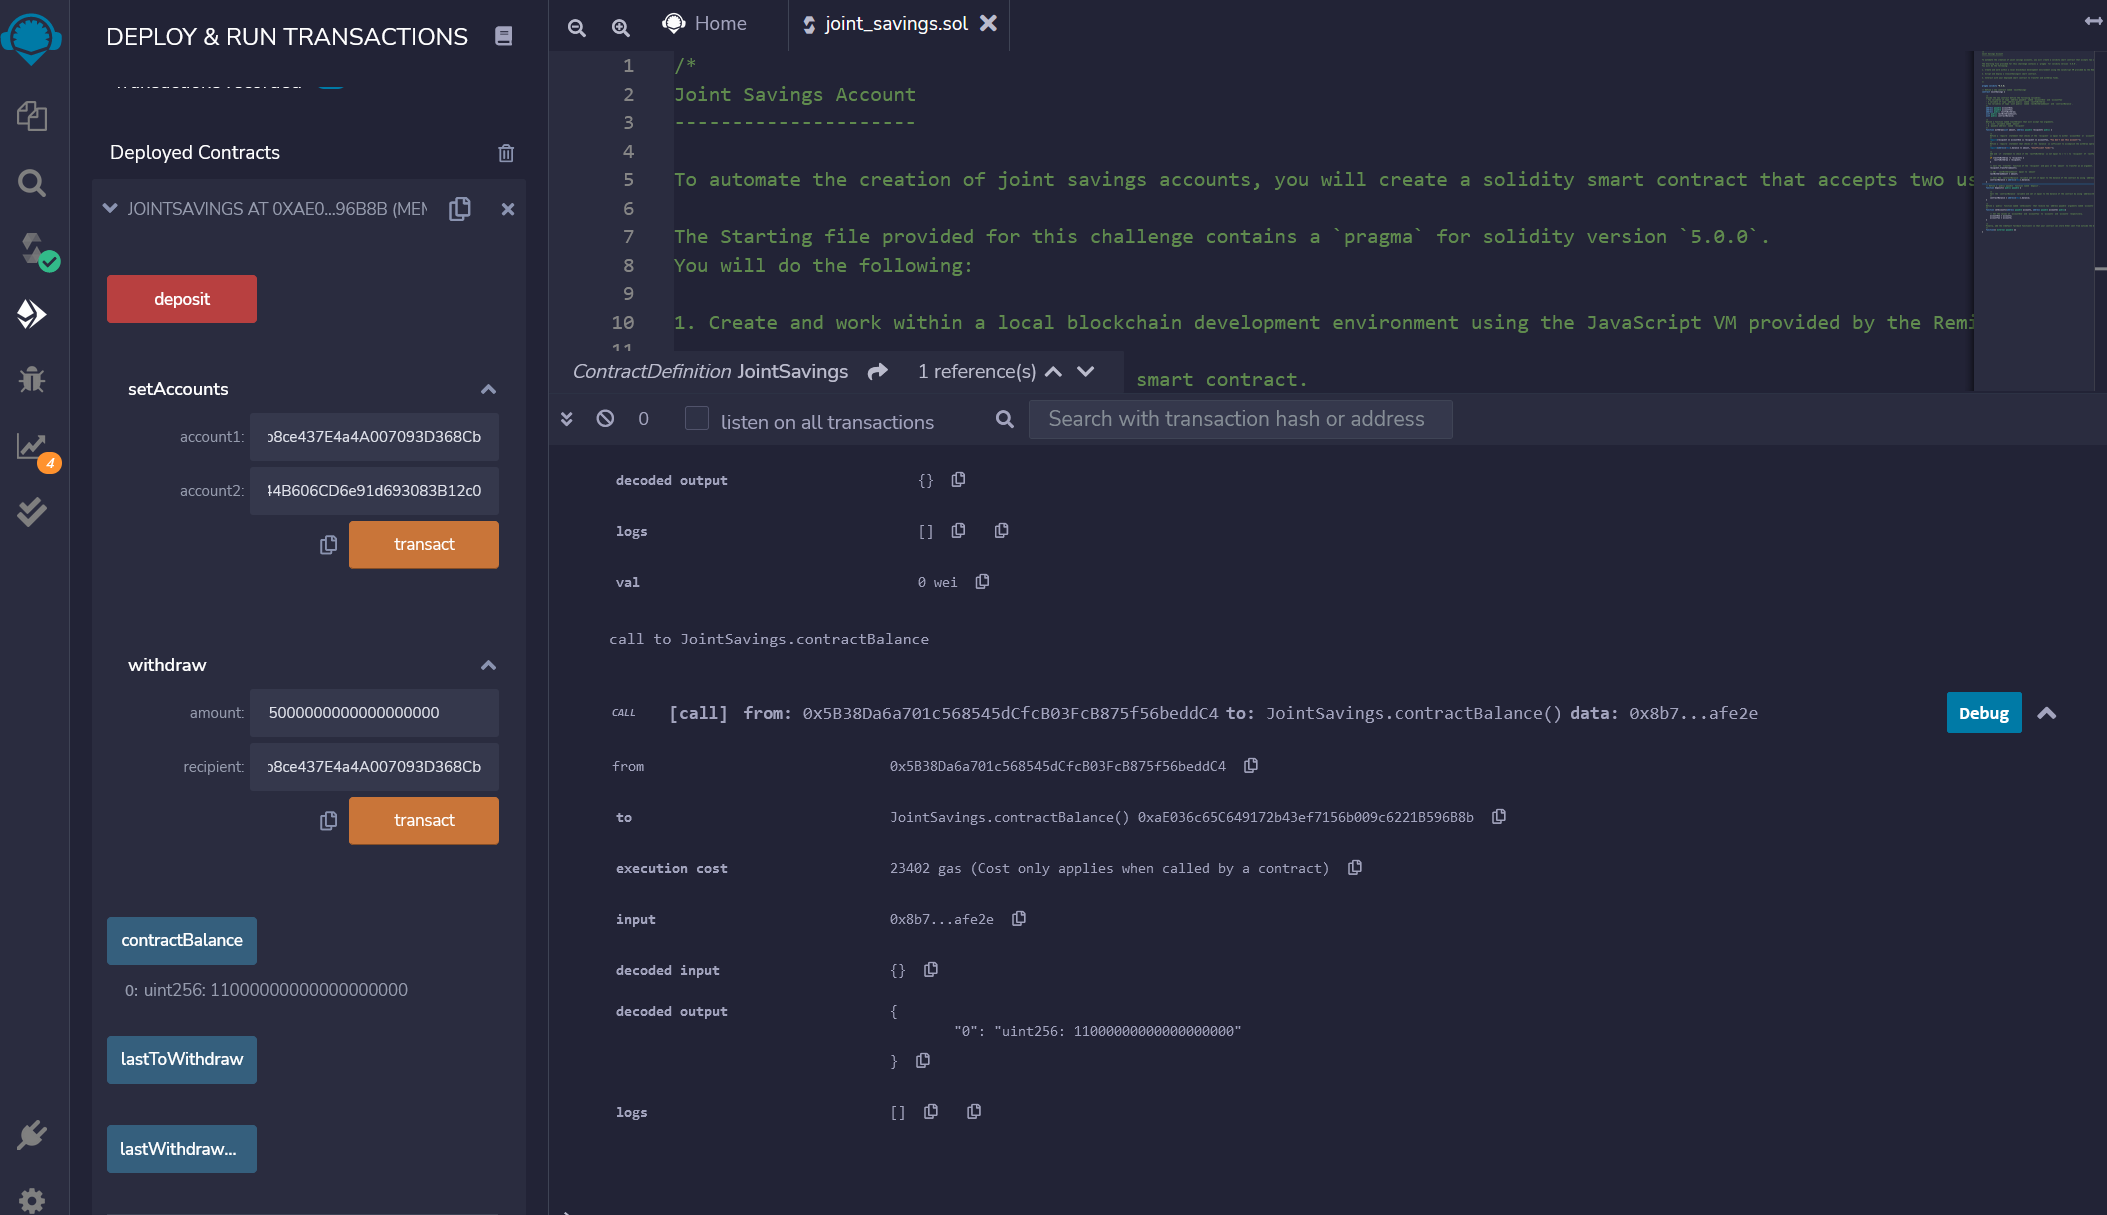 DEPLOY & RUN TRANSACTIONS
Deployed Contracts
JOINTSAVINGS AT 0XAE0...96B8B (MEM
deposit
setAccounts
account1: b8ce437E4a4A007093D368Cb
account2: 44B606CD6e91d693083B12c0
transact
withdraw
amount: 5000000000000000000
recipient: b8ce437E4a4A007093D368Cb
transact
contractBalance
0: uint256: 11000000000000000000
lastToWithdraw
lastWithdraw...
4
Home
joint_savings.sol
1 /*
2 Joint Savings Account
3 ---------------------
4
5 To automate the creation of joint savings accounts, you will create a solidity smart contract that accepts two us
6
7 The Starting file provided for this challenge contains a `pragma` for solidity version `5.0.0`.
8 You will do the following:
9
10 1. Create and work within a local blockchain development environment using the JavaScript VM provided by the Remi
11
ContractDefinition JointSavings 1 reference(s)
smart contract.
0 listen on all transactions Search with transaction hash or address
decoded output {}
logs []
val 0 wei
call to JointSavings.contractBalance
CALL [call] from: 0x5B38Da6a701c568545dCfcB03FcB875f56beddC4 to: JointSavings.contractBalance() data: 0x8b7...afe2e Debug
from 0x5B38Da6a701c568545dCfcB03FcB875f56beddC4
to JointSavings.contractBalance() 0xaE036c65C649172b43ef7156b009c6221B596B8b
execution cost 23402 gas (Cost only applies when called by a contract)
input 0x8b7...afe2e
decoded input {}
decoded output {
"0": "uint256: 11000000000000000000"
}
logs []